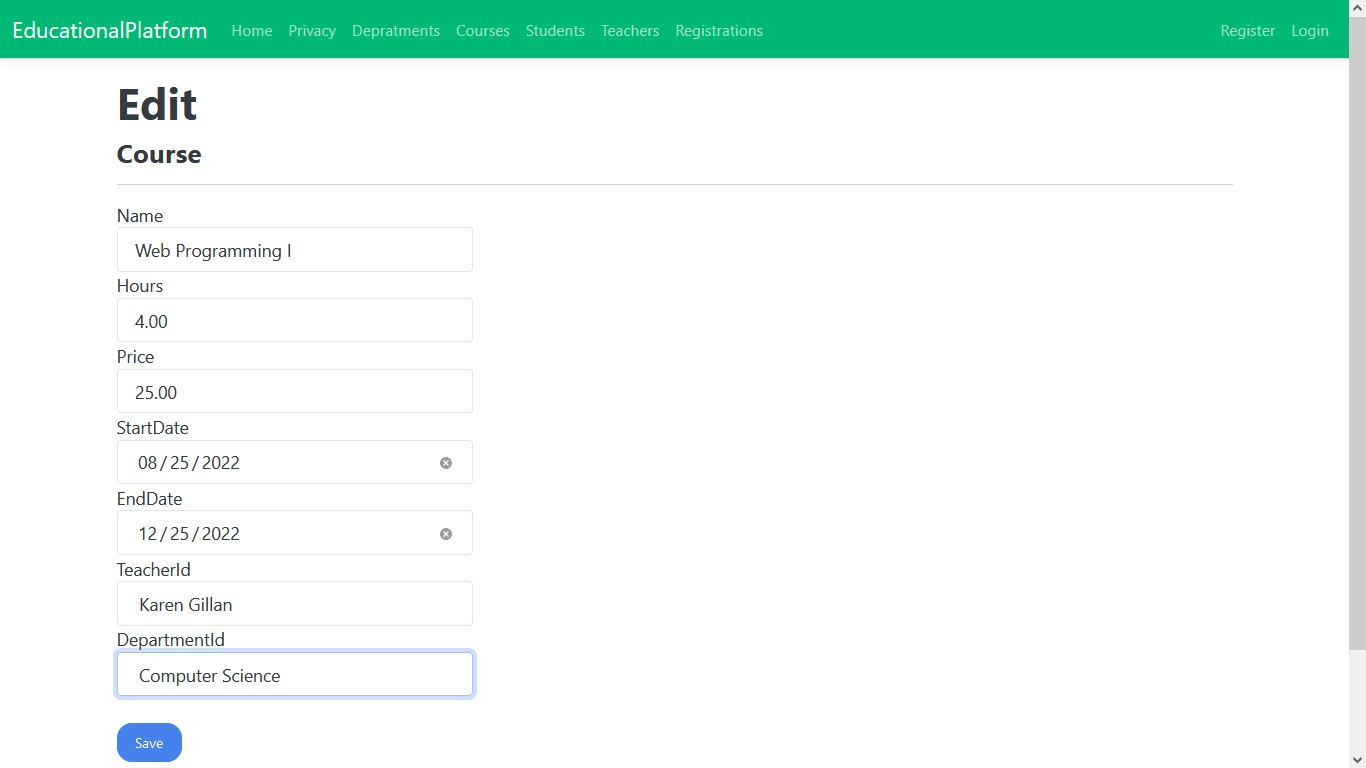 EducationalPlatform Home Privacy Depratments Courses Students Teachers Registrations Register Login
Edit
Course
Name
Web Programming I
Hours
4.00
Price
25.00
StartDate
08/25/2022
EndDate
12/25/2022
TeacherId
Karen Gillan
DepartmentId
Computer Science
Save